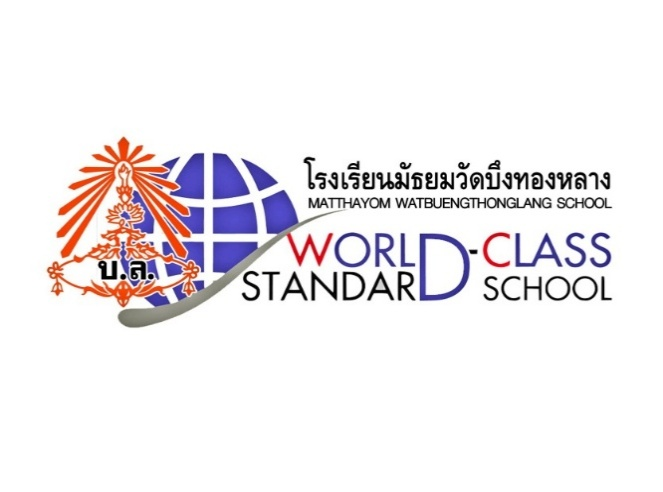 บ.ล.
โรงเรียนมัธยมวัดบึงทองหลาง
MATTHAYOM WATBUENGTHONGLANG SCHOOL
WORLD-CLASS
STANDARD SCHOOL